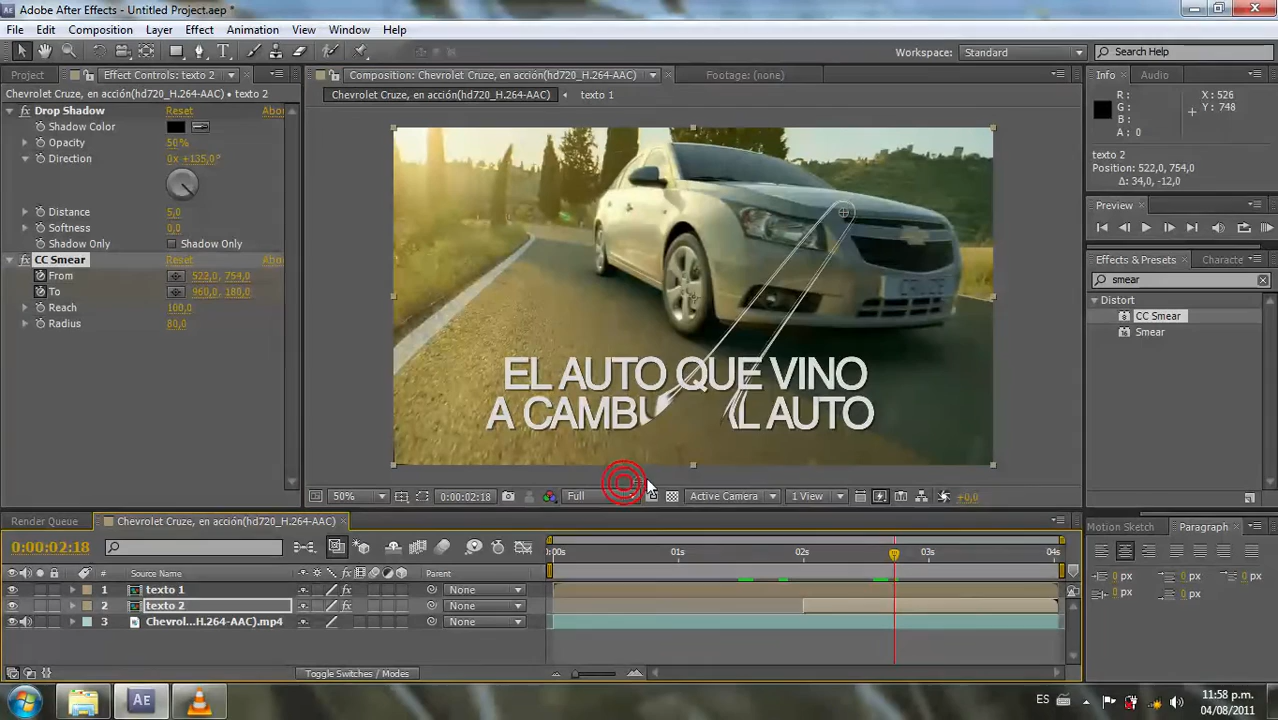 Adobe After Effects - Untitled Project.aep *
File Edit Composition Layer Effect Animation View Window Help
Workspace: Standard Search Help
Project Effect Controls: texto 2 Composition: Chevrolet Cruze, en acción(hd720_H.264-AAC) Footage: (none) Info Audio
Chevrolet Cruze, en acción(hd720_H.264-AAC) • texto 2
Chevrolet Cruze, en acción(hd720_H.264-AAC) texto 1
Drop Shadow Reset Abou
Shadow Color
Opacity 50%
Direction 0x +135,0°
Distance 5,0
Softness 0,0
Shadow Only Shadow Only
CC Smear Reset Abou
From 522,0, 754,0
To 960,0, 180,0
Reach 100,0
Radius 80,0
EL AUTO QUE VINO
A CAMBU L AUTO
R : X : 526
G : Y : 748
B :
A : 0
texto 2
Position: 522,0, 754,0
Δ: 34,0, -12,0
Preview
Effects & Presets Characte
smear
Distort
CC Smear
Smear
50% 0:00:02:18 Full Active Camera 1 View +0,0
Render Queue Chevrolet Cruze, en acción(hd720_H.264-AAC)
Motion Sketch Paragraph
0:00:02:18
:00s 01s 02s 03s 04s
# Source Name Parent
1 texto 1 None
2 texto 2 None
3 Chevrol...H.264-AAC).mp4 None
Toggle Switches / Modes
0 px 0 px 0 px
0 px 0 px
ES 11:58 p.m.
04/08/2011